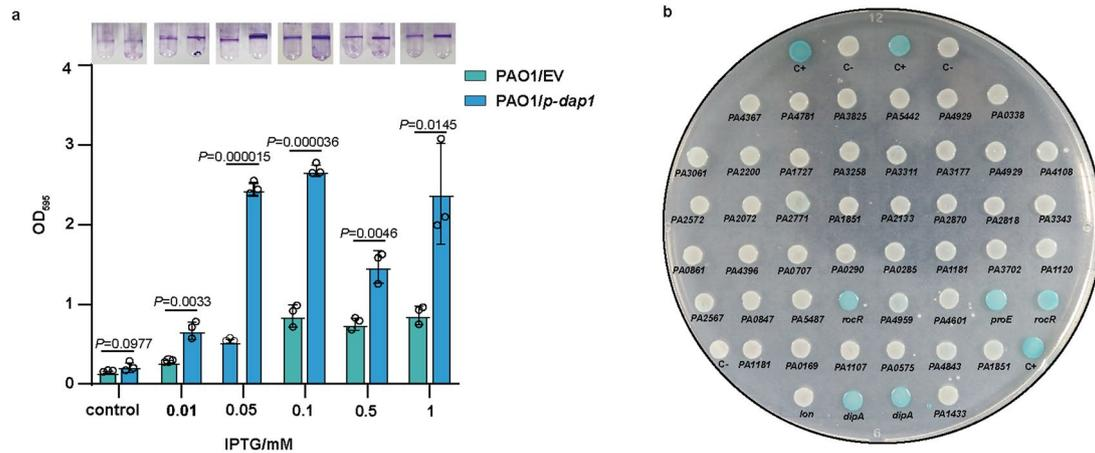 a
4
3
2
1
0
OD595
PAO1/EV
PAO1/p-dap1
P=0.0977
P=0.0033
P=0.000015
P=0.000036
P=0.0046
P=0.0145
control 0.01 0.05 0.1 0.5 1
IPTG/mM
b
12
C+ C- C+ C-
PA4367 PA4781 PA3825 PA5442 PA4929 PA0338
PA3061 PA2200 PA1727 PA3258 PA3311 PA3177 PA4929 PA4108
PA2572 PA2072 PA2771 PA1851 PA2133 PA2870 PA2818 PA3343
PA0861 PA4396 PA0707 PA0290 PA0285 PA1181 PA3702 PA1120
PA2567 PA0847 PA5487 rocR PA4959 PA4601 proE rocR
C- PA1181 PA0169 PA1107 PA0575 PA4843 PA1851 C+
lon dipA dipA PA1433
6